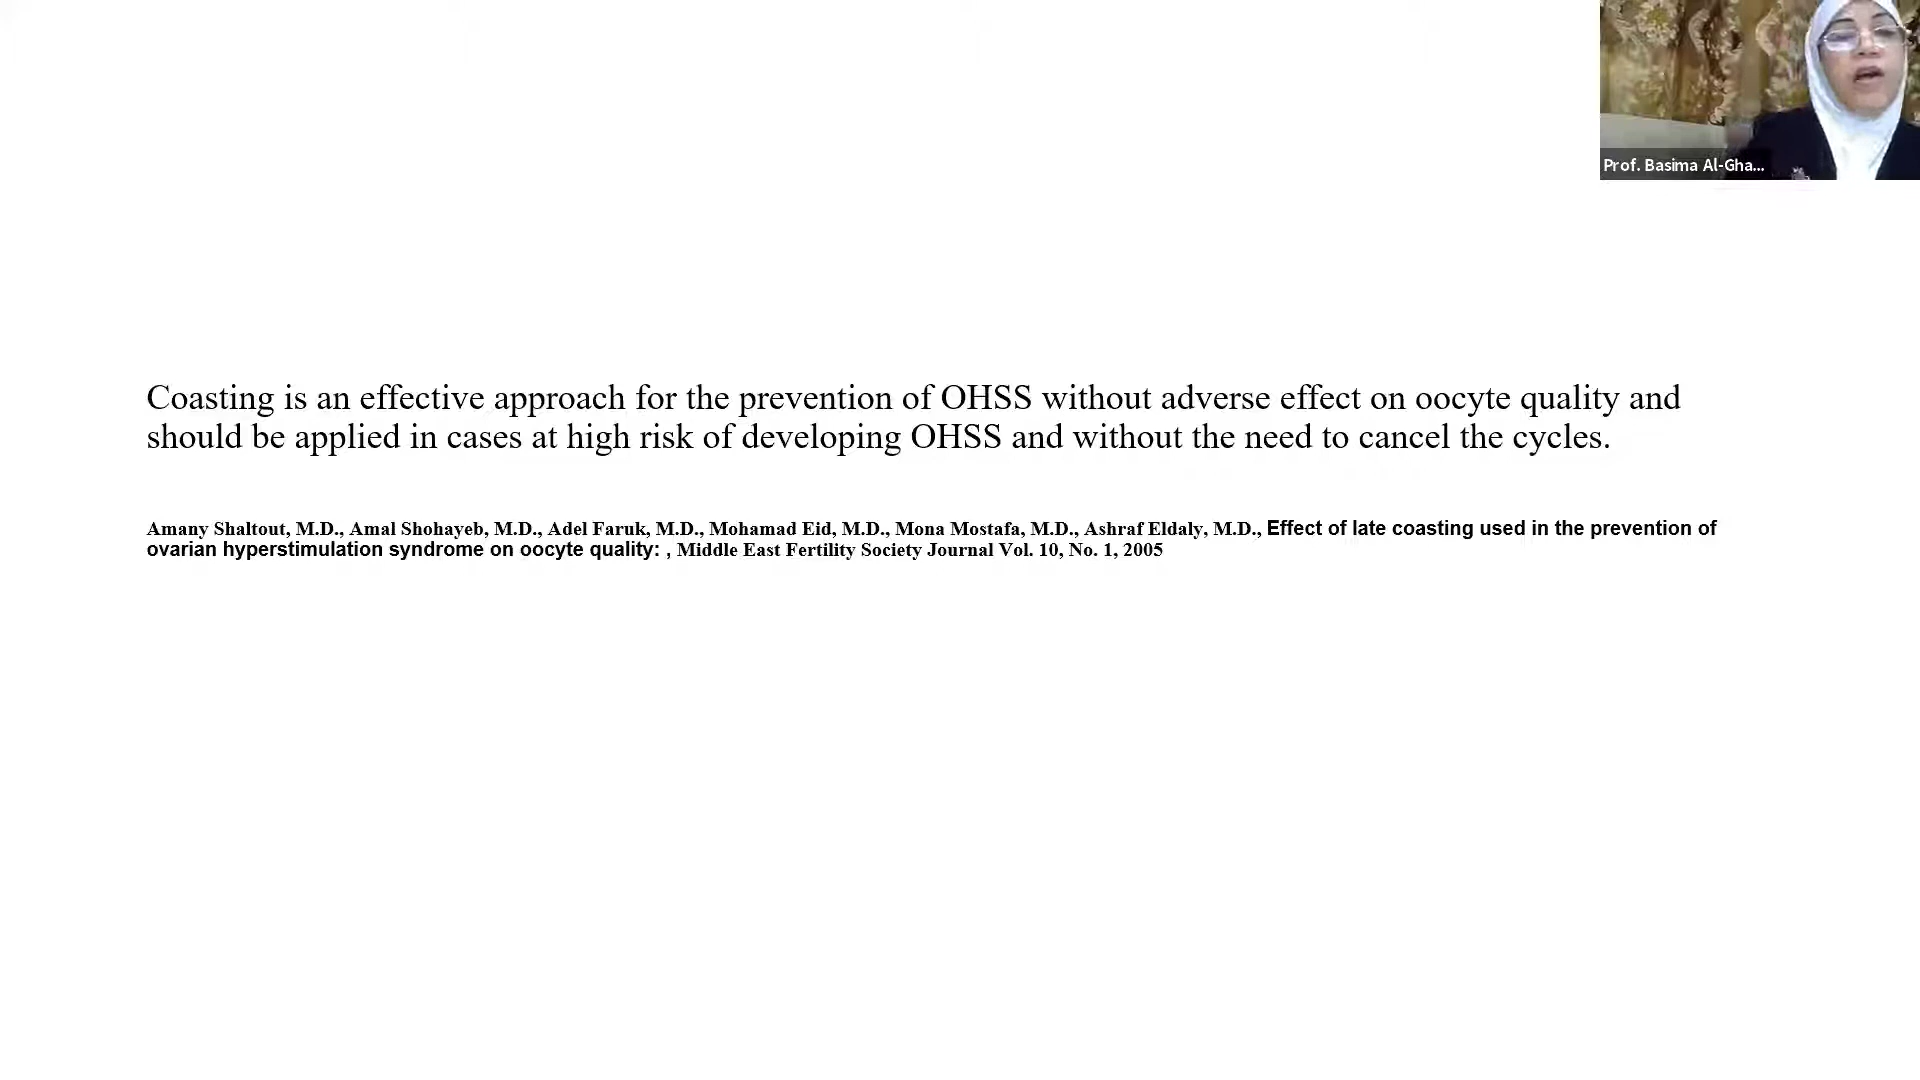 Prof. Basima Al-Gha...
Coasting is an effective approach for the prevention of OHSS without adverse effect on oocyte quality and
should be applied in cases at high risk of developing OHSS and without the need to cancel the cycles.
Amany Shaltout, M.D., Amal Shohayeb, M.D., Adel Faruk, M.D., Mohamad Eid, M.D., Mona Mostafa, M.D., Ashraf Eldaly, M.D., Effect of late coasting used in the prevention of
ovarian hyperstimulation syndrome on oocyte quality: , Middle East Fertility Society Journal Vol. 10, No. 1, 2005